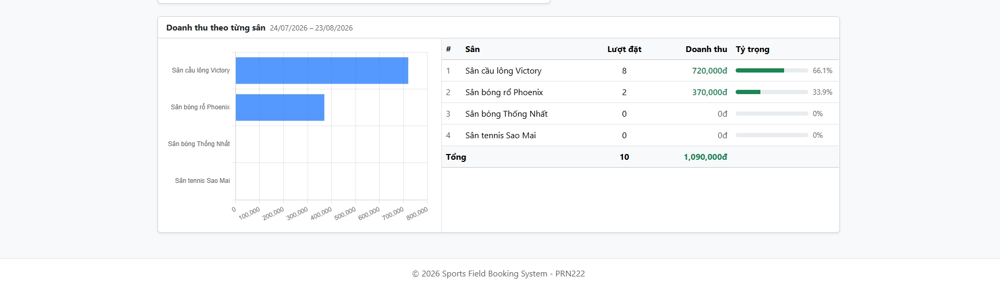 Doanh thu theo từng sân 24/07/2026 – 23/08/2026
Sân cầu lông Victory
Sân bóng rổ Phoenix
Sân bóng Thống Nhất
Sân tennis Sao Mai
0 100,000 200,000 300,000 400,000 500,000 600,000 700,000 800,000
# Sân Lượt đặt Doanh thu Tỷ trọng
1 Sân cầu lông Victory 8 720,000đ 66.1%
2 Sân bóng rổ Phoenix 2 370,000đ 33.9%
3 Sân bóng Thống Nhất 0 0đ 0%
4 Sân tennis Sao Mai 0 0đ 0%
Tổng 10 1,090,000đ
© 2026 Sports Field Booking System - PRN222